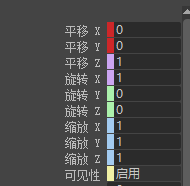 平移 X 0
平移 Y 0
平移 Z 1
旋转 X 1
旋转 Y 0
旋转 Z 0
缩放 X 1
缩放 Y 1
缩放 Z 1
可见性 启用